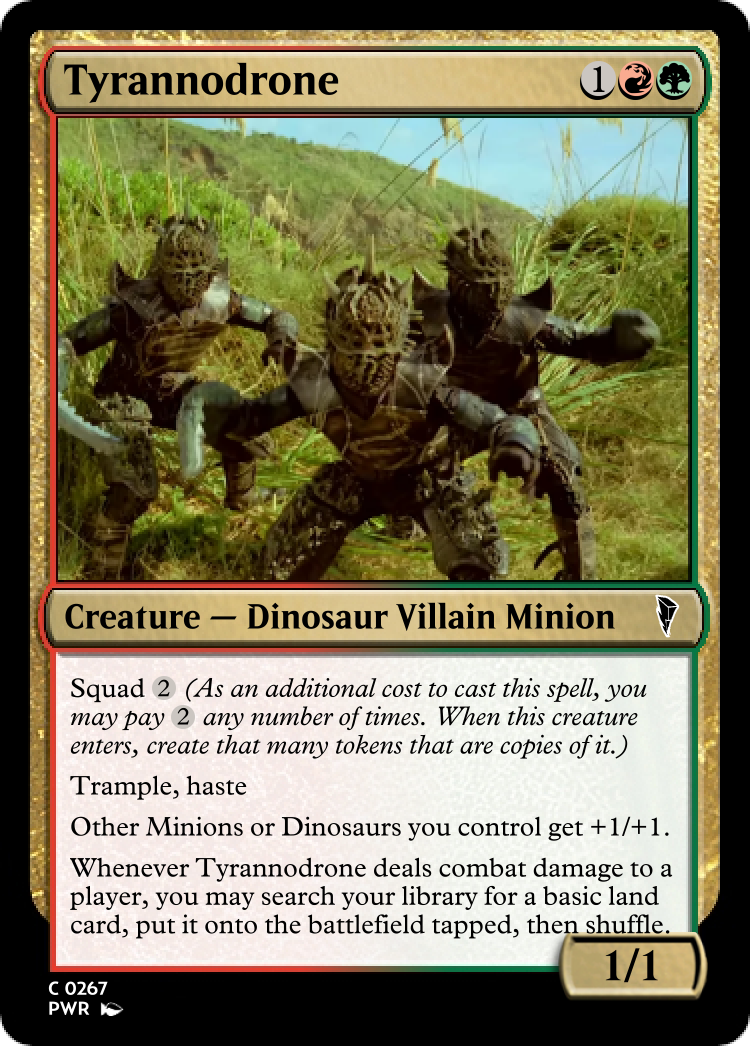 Tyrannodrone 1
Creature — Dinosaur Villain Minion
Squad 2 (As an additional cost to cast this spell, you
may pay 2 any number of times. When this creature
enters, create that many tokens that are copies of it.)
Trample, haste
Other Minions or Dinosaurs you control get +1/+1.
Whenever Tyrannodrone deals combat damage to a
player, you may search your library for a basic land
card, put it onto the battlefield tapped, then shuffle.
1/1
C 0267
PWR